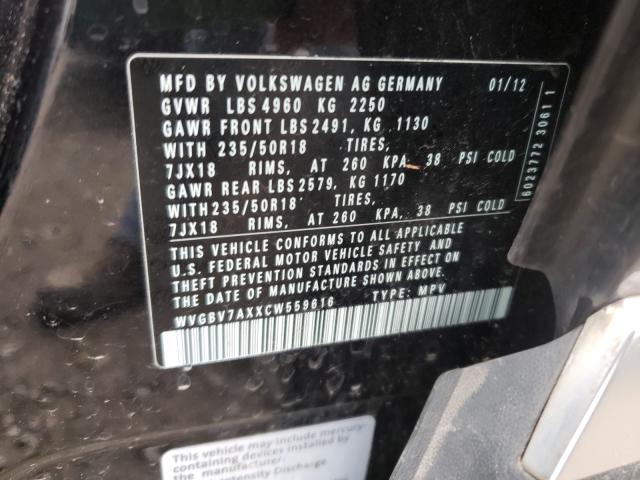 MFD BY VOLKSWAGEN AG GERMANY 01/12
GVWR LBS 4960 KG 2250
GAWR FRONT LBS 2491, KG 1130
WITH 235/50R18 TIRES,
7JX18 RIMS, AT 260 KPA, 38 PSI COLD
GAWR REAR LBS 2579, KG 1170
WITH 235/50R18 TIRES,
7JX18 RIMS, AT 260 KPA, 38 PSI COLD
THIS VEHICLE CONFORMS TO ALL APPLICABLE
U.S. FEDERAL MOTOR VEHICLE SAFETY AND
THEFT PREVENTION STANDARDS IN EFFECT ON
THE DATE OF MANUFACTURE SHOWN ABOVE.
WVGBV7AXXCW559616 TYPE: MPV
6023772 3061 1
This vehicle may include mercury-
containing devices installed by
the manufacturer:
Intensity Discharge